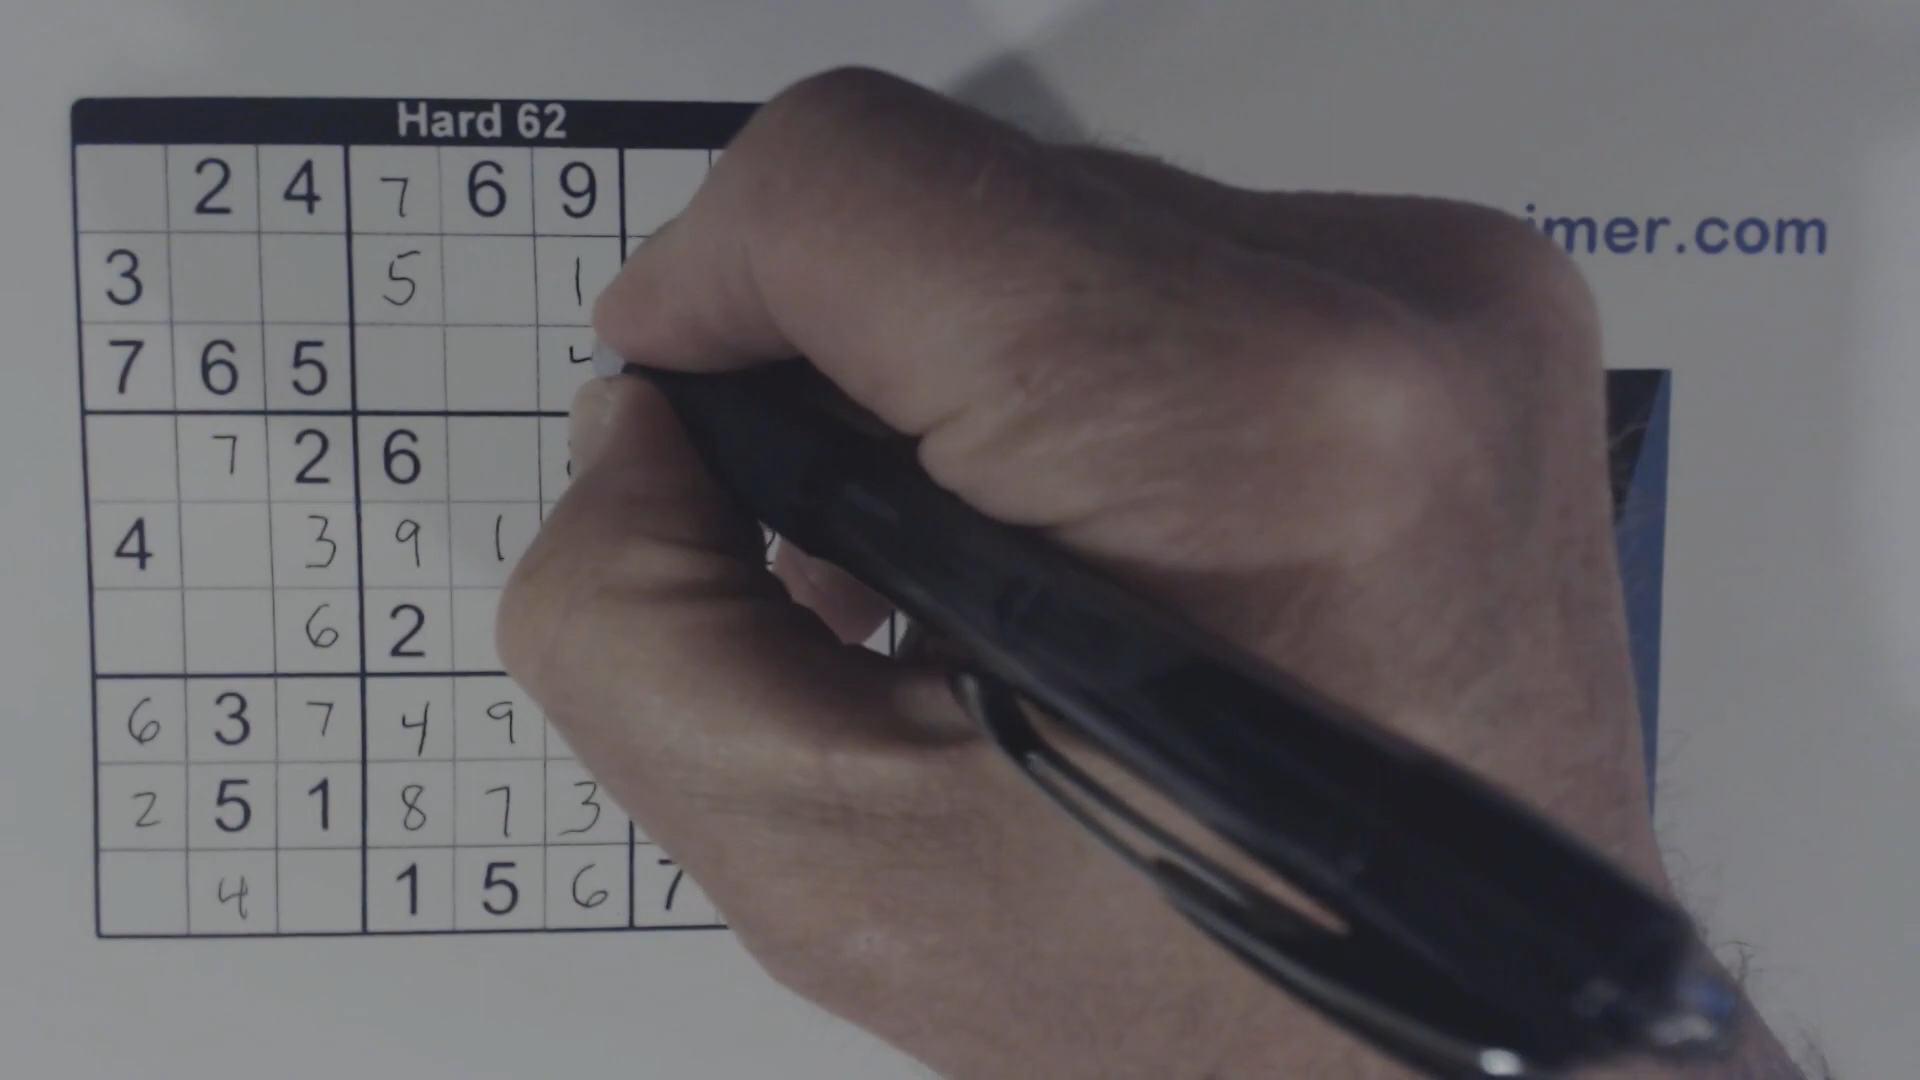 Hard 62
2 4 7 6 9
3 5 1
7 6 5 4
7 2 6
4 3 9 1
6 2
6 3 7 4 9
2 5 1 8 7 3
4 1 5 6 7
imer.com